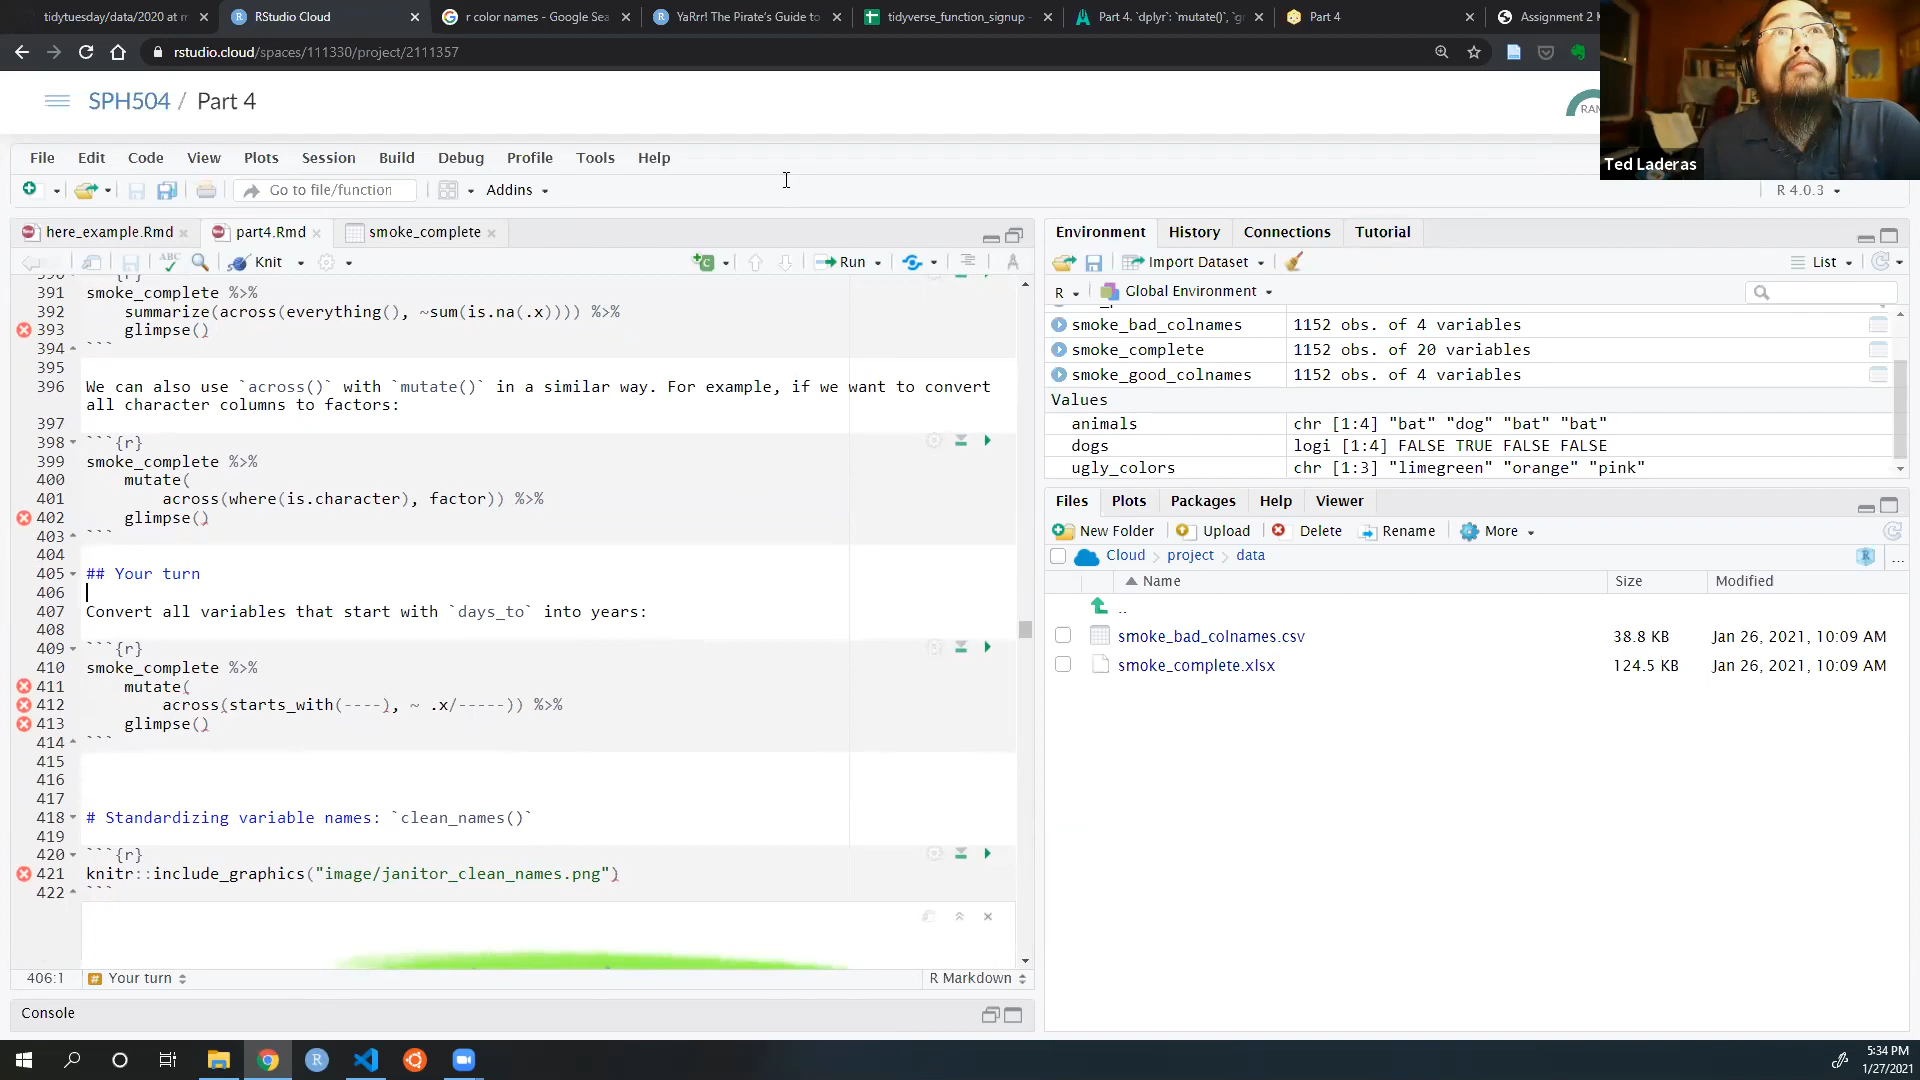 tidytuesday/data/2020 at m
RStudio Cloud
r color names - Google Sea
YaRrr! The Pirate's Guide to
tidyverse_function_signup -
Part 4. `dplyr`: `mutate()`, `g
Part 4
Assignment 2
rstudio.cloud/spaces/111330/project/2111357
SPH504 / Part 4
RAM
Ted Laderas
File Edit Code View Plots Session Build Debug Profile Tools Help
Go to file/function
Addins
R 4.0.3
here_example.Rmd
part4.Rmd
smoke_complete
ABC
Knit
Run
390 ```{r}
391 smoke_complete %>%
392 summarize(across(everything(), ~sum(is.na(.x)))) %>%
393 glimpse()
394 ```
395
396 We can also use `across()` with `mutate()` in a similar way. For example, if we want to convert
all character columns to factors:
397
398 ```{r}
399 smoke_complete %>%
400 mutate(
401 across(where(is.character), factor)) %>%
402 glimpse()
403 ```
404
405 ## Your turn
406
407 Convert all variables that start with `days_to` into years:
408
409 ```{r}
410 smoke_complete %>%
411 mutate(
412 across(starts_with(----), ~ .x/-----)) %>%
413 glimpse()
414 ```
415
416
417
418 # Standardizing variable names: `clean_names()`
419
420 ```{r}
421 knitr::include_graphics("image/janitor_clean_names.png")
422 ```
406:1 # Your turn R Markdown
Console
Environment History Connections Tutorial
Import Dataset
List
R Global Environment
smoke_bad_colnames 1152 obs. of 4 variables
smoke_complete 1152 obs. of 20 variables
smoke_good_colnames 1152 obs. of 4 variables
Values
animals chr [1:4] "bat" "dog" "bat" "bat"
dogs logi [1:4] FALSE TRUE FALSE FALSE
ugly_colors chr [1:3] "limegreen" "orange" "pink"
Files Plots Packages Help Viewer
New Folder Upload Delete Rename More
Cloud > project > data
R
...
Name Size Modified
..
smoke_bad_colnames.csv 38.8 KB Jan 26, 2021, 10:09 AM
smoke_complete.xlsx 124.5 KB Jan 26, 2021, 10:09 AM
5:34 PM
1/27/2021